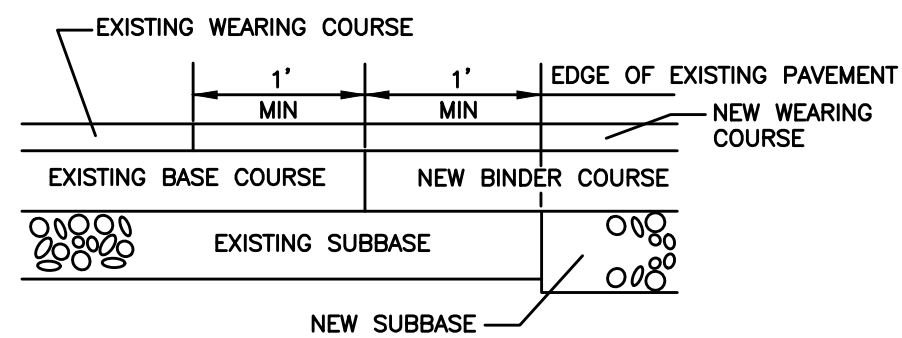 EXISTING WEARING COURSE
1' 1' EDGE OF EXISTING PAVEMENT
MIN MIN
NEW WEARING
COURSE
EXISTING BASE COURSE NEW BINDER COURSE
EXISTING SUBBASE
NEW SUBBASE